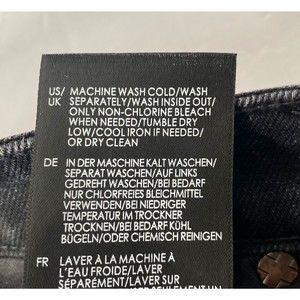 US/ MACHINE WASH COLD/WASH
UK SEPARATELY/WASH INSIDE OUT/
ONLY NON-CHLORINE BLEACH
WHEN NEEDED/TUMBLE DRY
LOW/COOL IRON IF NEEDED/
OR DRY CLEAN
DE IN DER MASCHINE KALT WASCHEN/
SEPARAT WASCHEN/AUF LINKS
GEDREHT WASCHEN/BEI BEDARF
NUR CHLORFREIES BLEICHMITTEL
VERWENDEN/BEI NIEDRIGER
TEMPERATUR IM TROCKNER
TROCKNEN/BEI BEDARF KÜHL
BÜGELN/ODER CHEMISCH REINIGEN
FR LAVER À LA MACHINE À
L'EAU FROIDE/LAVER
SÉPARÉMENT/LAVER SUR
SEULEMENT UN